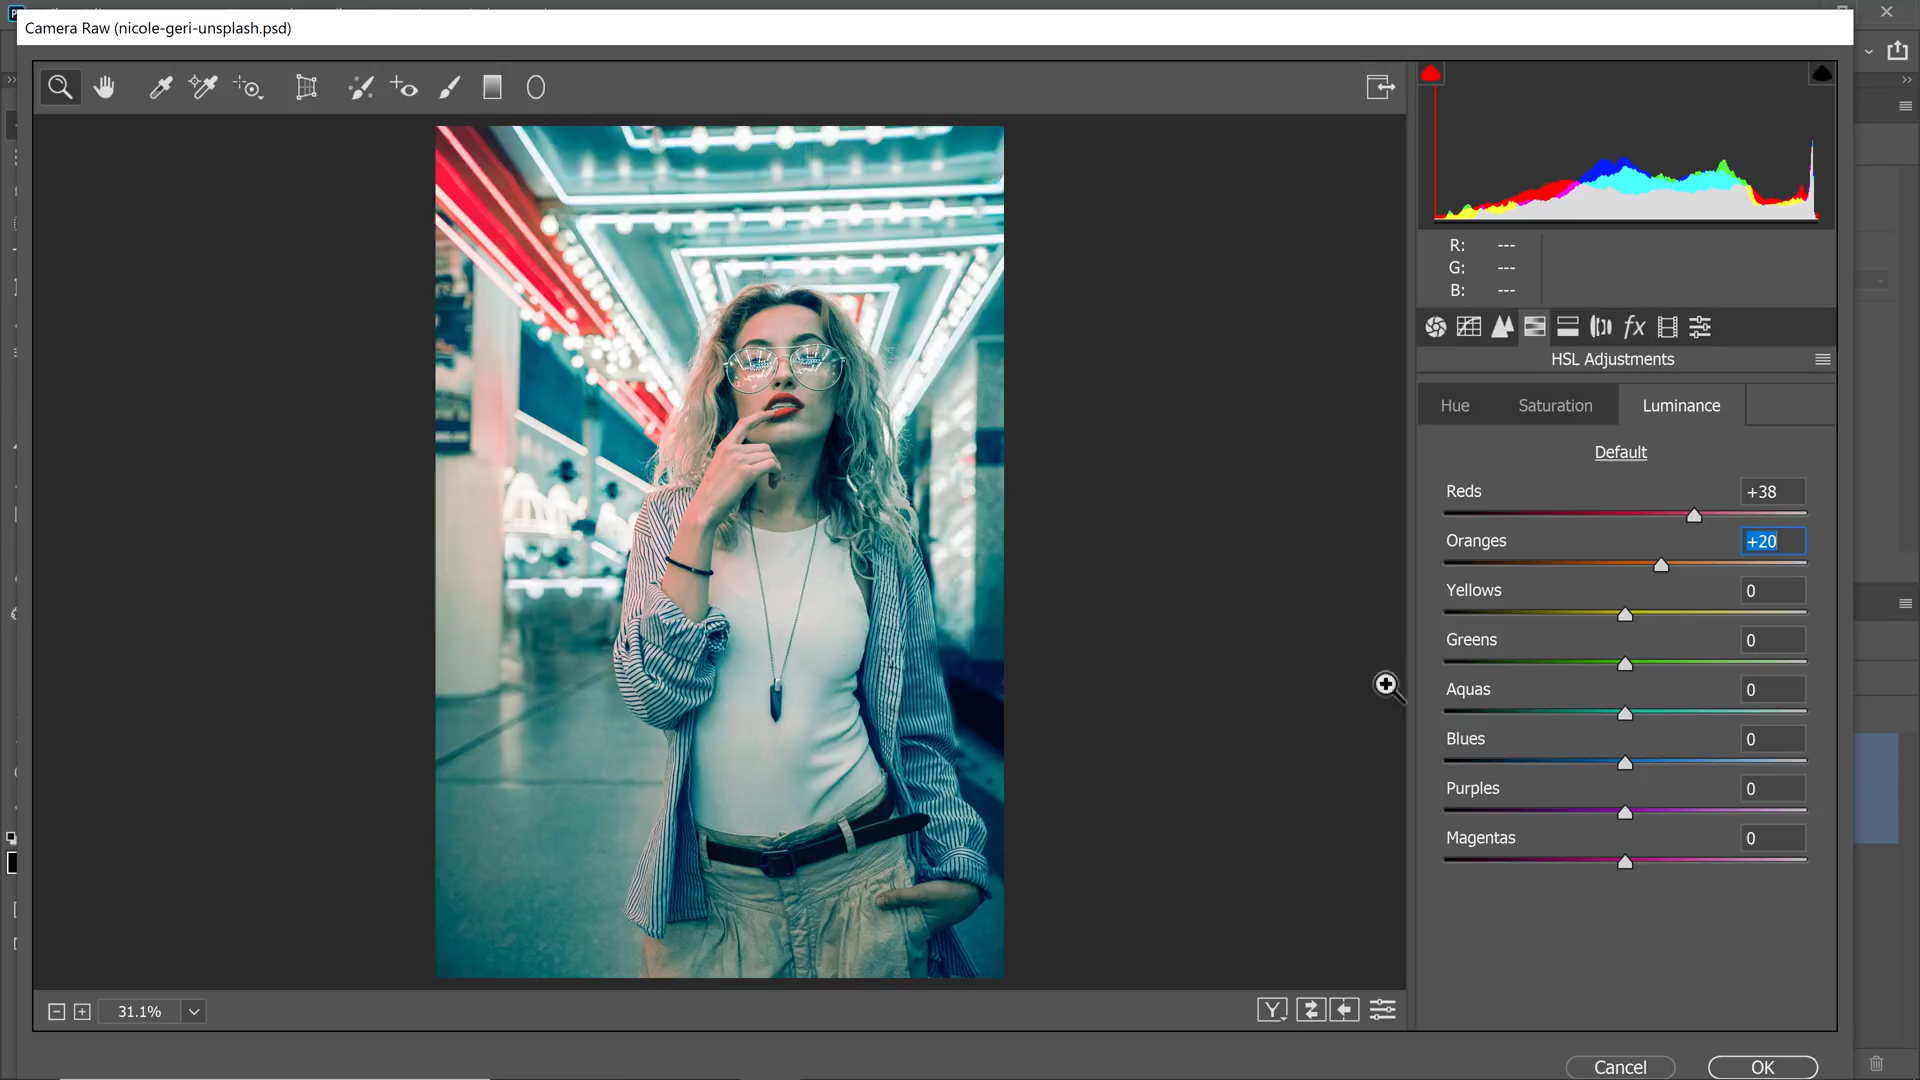 Camera Raw (nicole-geri-unsplash.psd)
R: ---
G: ---
B: ---
fx
HSL Adjustments
Hue Saturation Luminance
Default
Reds +38
Oranges +20
Yellows 0
Greens 0
Aquas 0
Blues 0
Purples 0
Magentas 0
31.1%
Y
Cancel OK